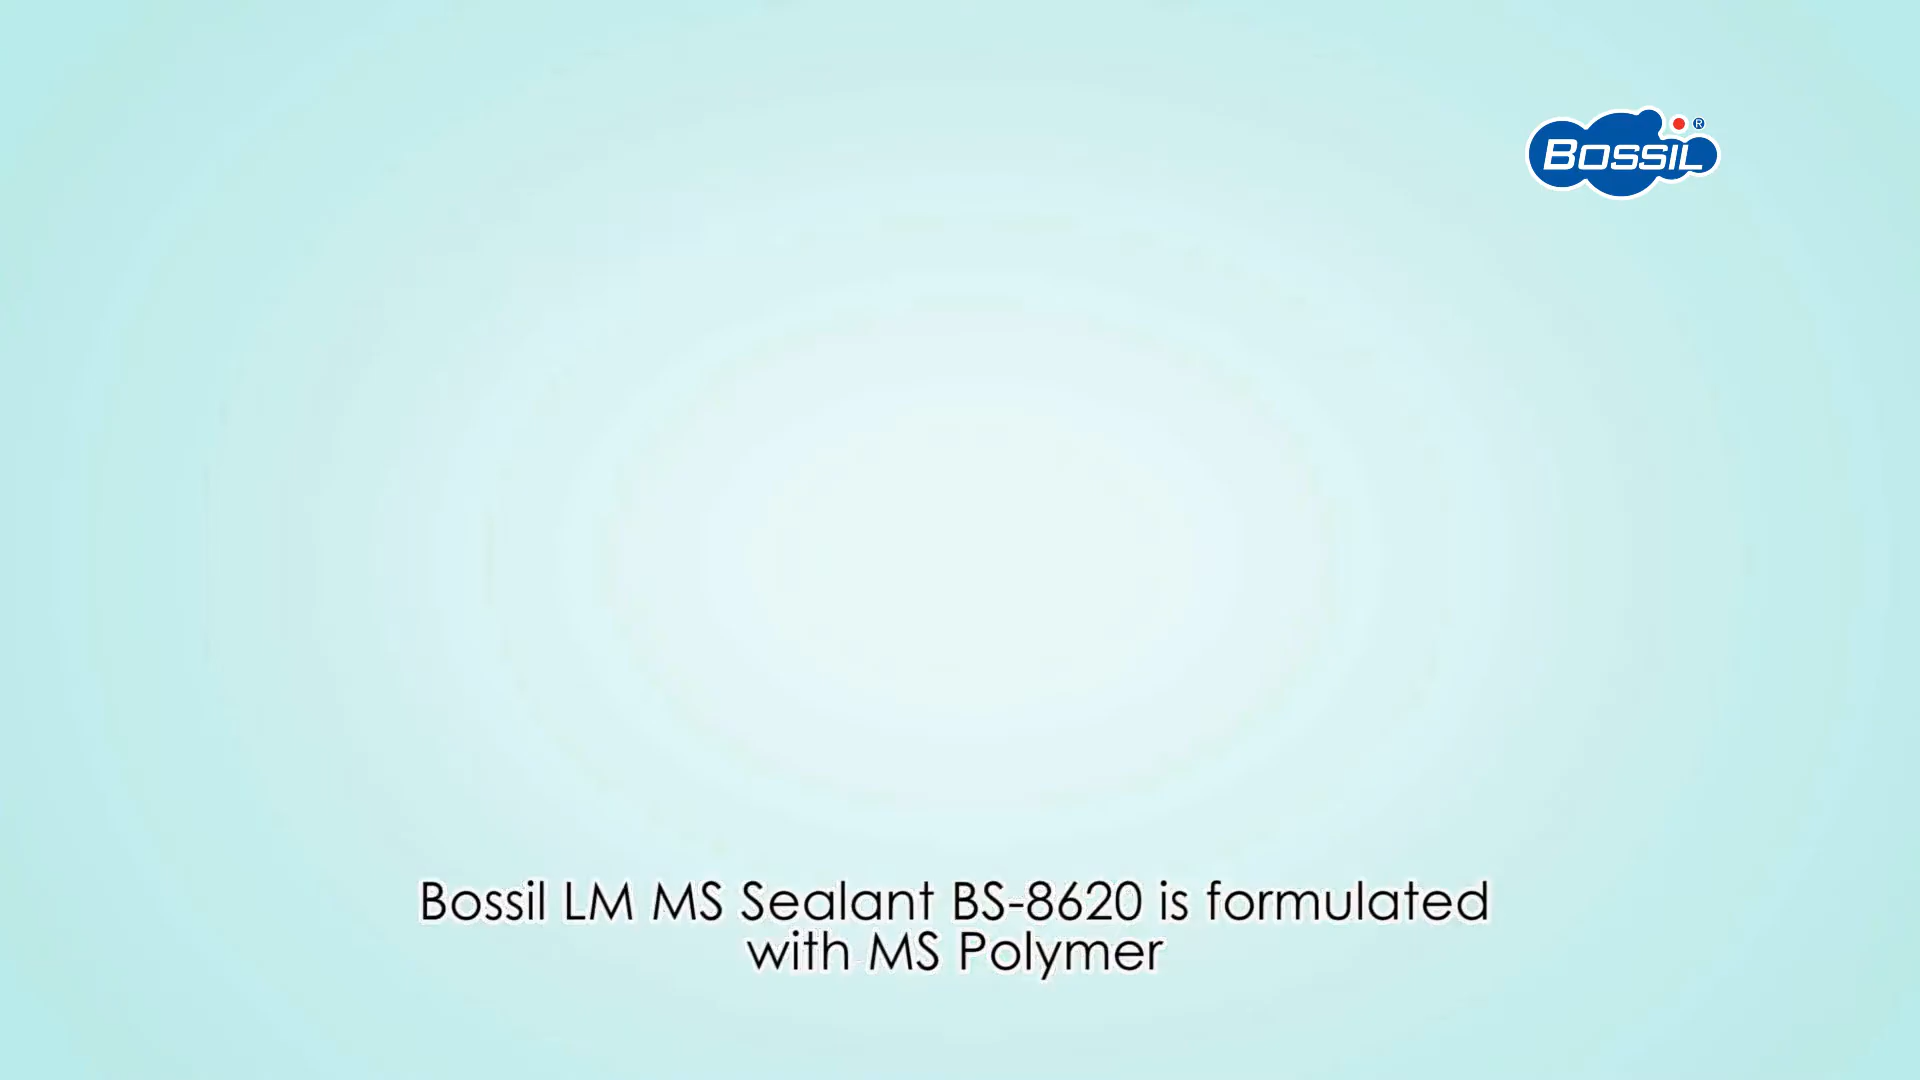 BOSSIL ®
Bossil LM MS Sealant BS-8620 is formulated
with MS Polymer